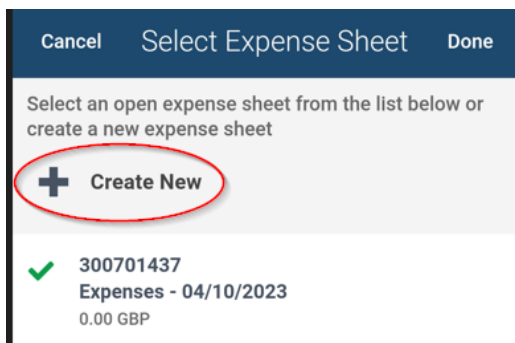 Cancel Select Expense Sheet Done
Select an open expense sheet from the list below or
create a new expense sheet
Create New
300701437
Expenses - 04/10/2023
0.00 GBP